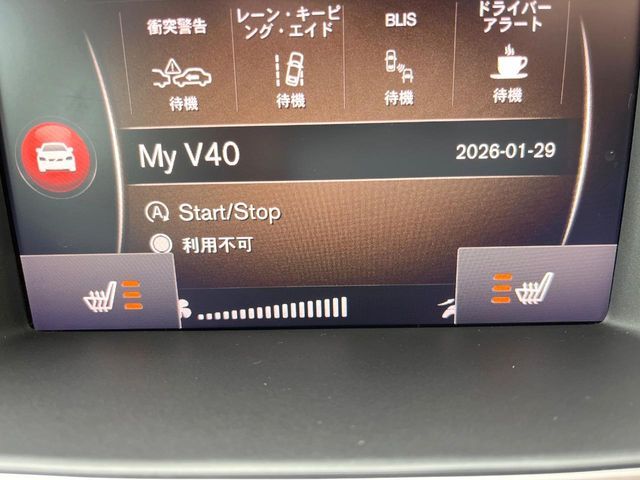 衝突警告
レーン・キーピ
ング・エイド
BLIS
ドライバー
アラート
待機
待機
待機
待機
My V40
2026-01-29
Start/Stop
利用不可